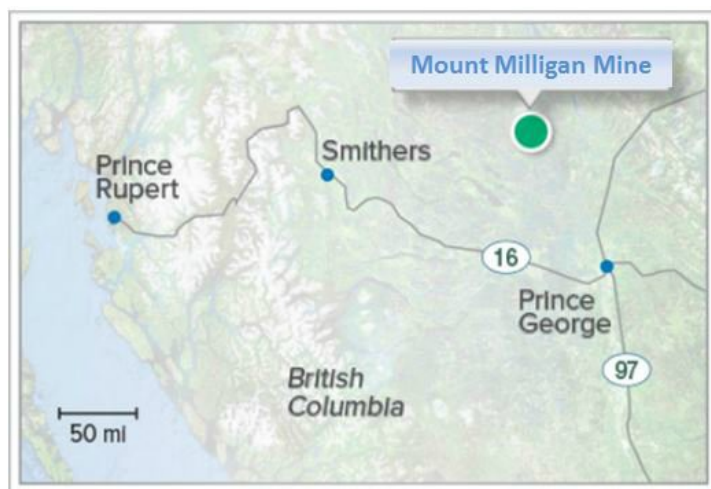 Mount Milligan Mine
Smithers
Prince
Rupert
16
Prince
George
97
British
Columbia
50 mi